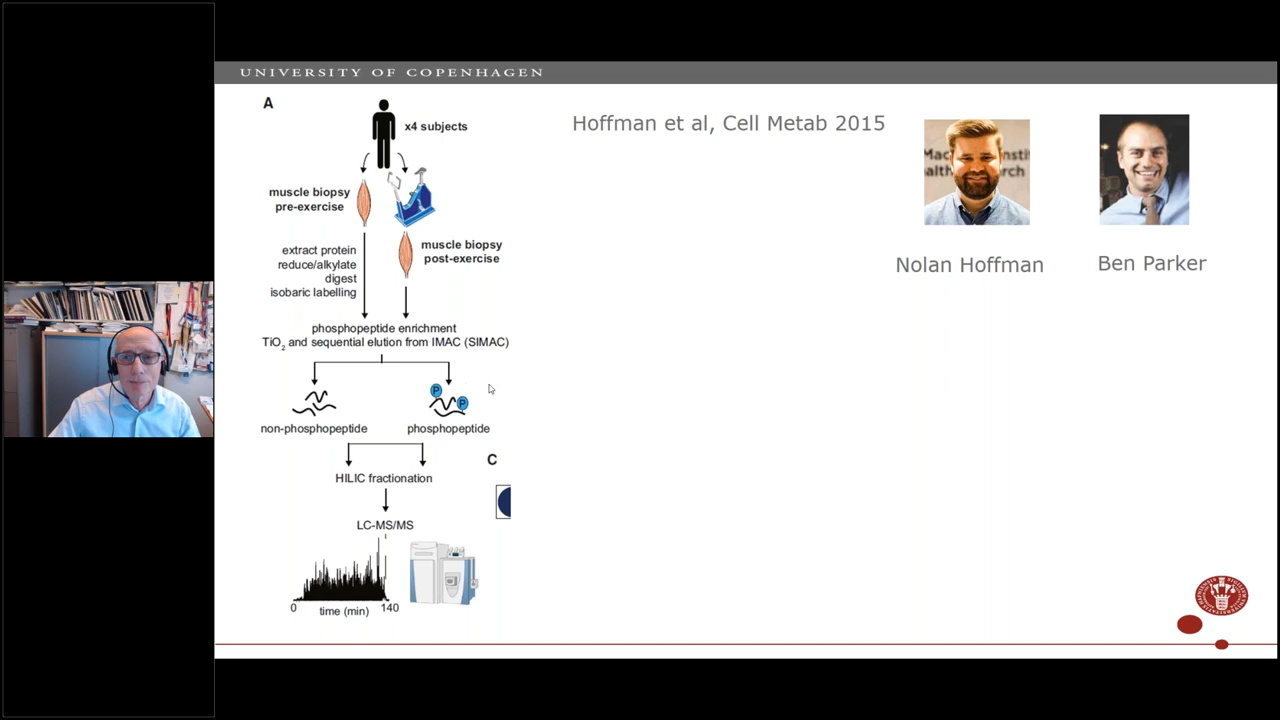 UNIVERSITY OF COPENHAGEN
A
x4 subjects
Hoffman et al, Cell Metab 2015
muscle biopsy
pre-exercise
muscle biopsy
post-exercise
extract protein
reduce/alkylate
digest
isobaric labelling
Nolan Hoffman
Ben Parker
phosphopeptide enrichment
TiO2 and sequential elution from IMAC (SIMAC)
P
P
non-phosphopeptide
phosphopeptide
C
HILIC fractionation
LC-MS/MS
0
time (min)
140